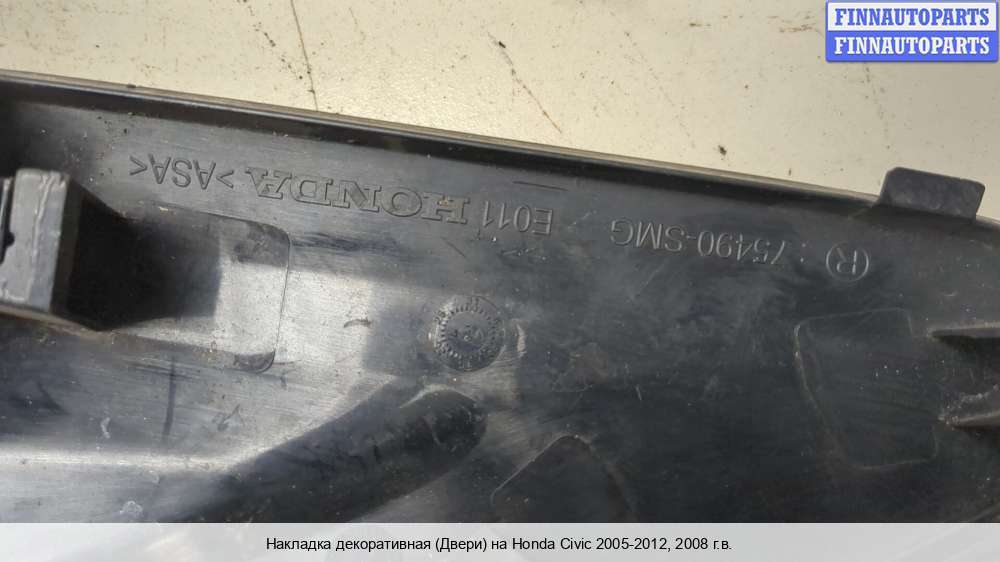 FINNAUTOPARTS
FINNAUTOPARTS
Ⓡ 75490-SMG E011 HONDA >ASA<
Накладка декоративная (Двери) на Honda Civic 2005-2012, 2008 г.в.